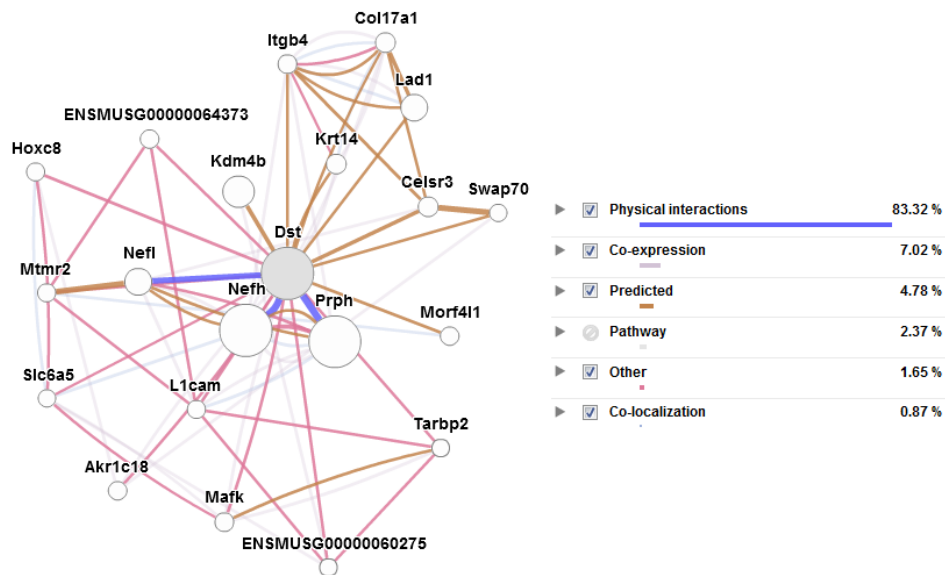 Col17a1
Itgb4
Lad1
ENSMUSG00000064373
Krt14
Hoxc8
Kdm4b
Celsr3
Swap70
Dst
Nefl
Mtmr2
Nefh
Prph
Morf4l1
Slc6a5
L1cam
Tarbp2
Akr1c18
Mafk
ENSMUSG00000060275
Physical interactions 83.32 %
Co-expression 7.02 %
Predicted 4.78 %
Pathway 2.37 %
Other 1.65 %
Co-localization 0.87 %